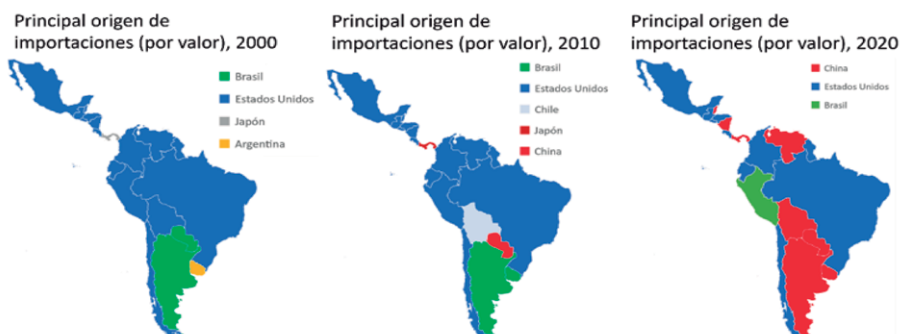 Principal origen de
importaciones (por valor), 2000
Brasil
Estados Unidos
Japón
Argentina
Principal origen de
importaciones (por valor), 2010
Brasil
Estados Unidos
Chile
Japón
China
Principal origen de
importaciones (por valor), 2020
China
Estados Unidos
Brasil